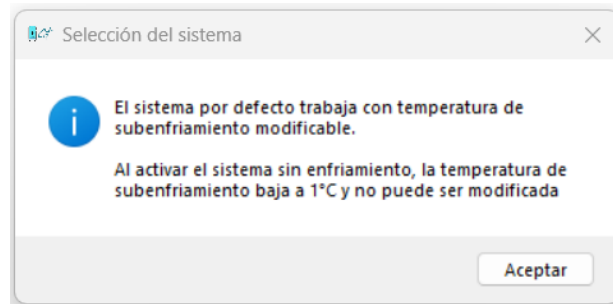 Selección del sistema
El sistema por defecto trabaja con temperatura de
subenfriamiento modificable.
Al activar el sistema sin enfriamiento, la temperatura de
subenfriamiento baja a 1°C y no puede ser modificada
Aceptar